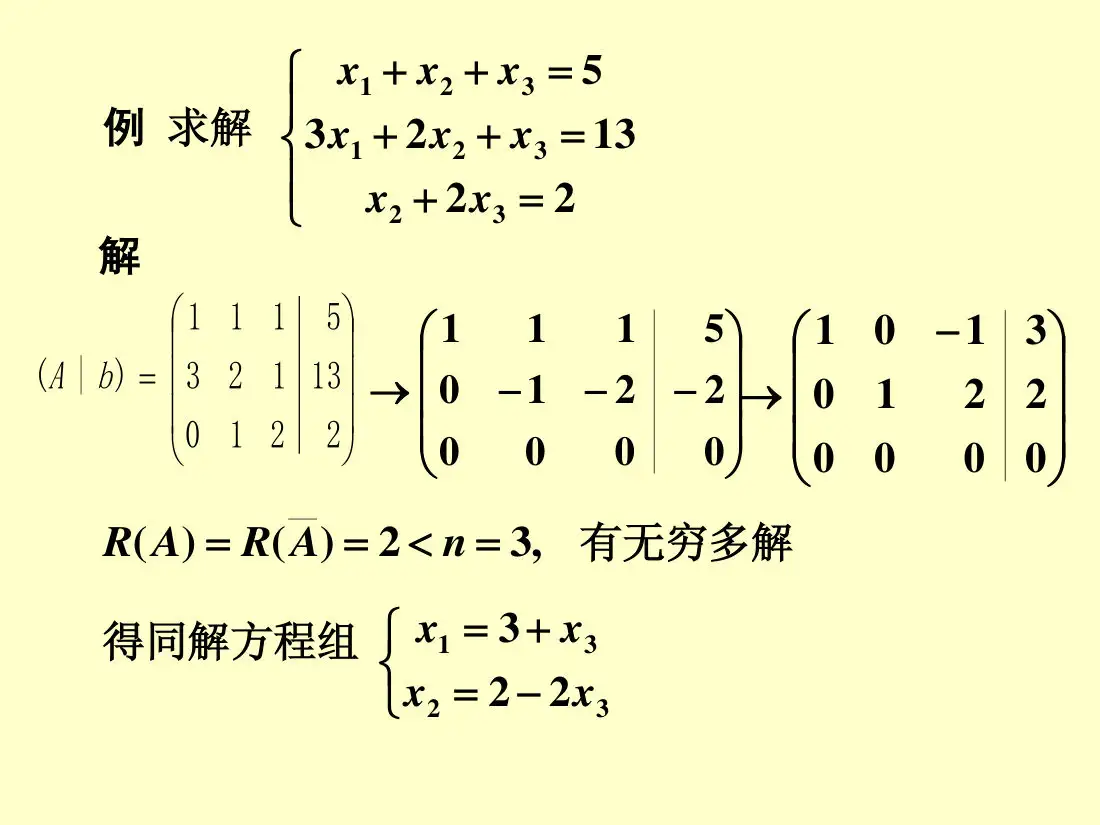 例 求解 { x₁ + x₂ + x₃ = 5
3x₁ + 2x₂ + x₃ = 13
x₂ + 2x₃ = 2
解
(A | b) = ( 1 1 1 | 5 ; 3 2 1 | 13 ; 0 1 2 | 2 ) → ( 1 1 1 | 5 ; 0 −1 −2 | −2 ; 0 0 0 | 0 ) → ( 1 0 −1 | 3 ; 0 1 2 | 2 ; 0 0 0 | 0 )
R(A) = R(A̅) = 2 < n = 3, 有无穷多解
得同解方程组 { x₁ = 3 + x₃
x₂ = 2 − 2x₃